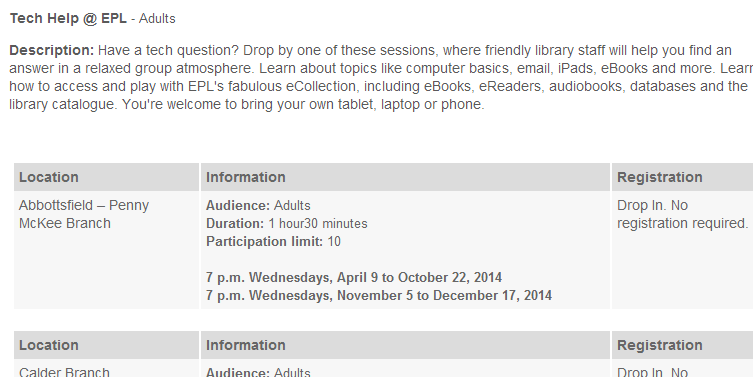 Tech Help @ EPL - Adults
Description: Have a tech question? Drop by one of these sessions, where friendly library staff will help you find an
answer in a relaxed group atmosphere. Learn about topics like computer basics, email, iPads, eBooks and more. Learn
how to access and play with EPL's fabulous eCollection, including eBooks, eReaders, audiobooks, databases and the
library catalogue. You're welcome to bring your own tablet, laptop or phone.
Location Information Registration
Abbottsfield – Penny Audience: Adults Drop In. No
McKee Branch Duration: 1 hour30 minutes registration required.
Participation limit: 10
7 p.m. Wednesdays, April 9 to October 22, 2014
7 p.m. Wednesdays, November 5 to December 17, 2014
Location Information Registration
Calder Branch Audience: Adults Drop In. No